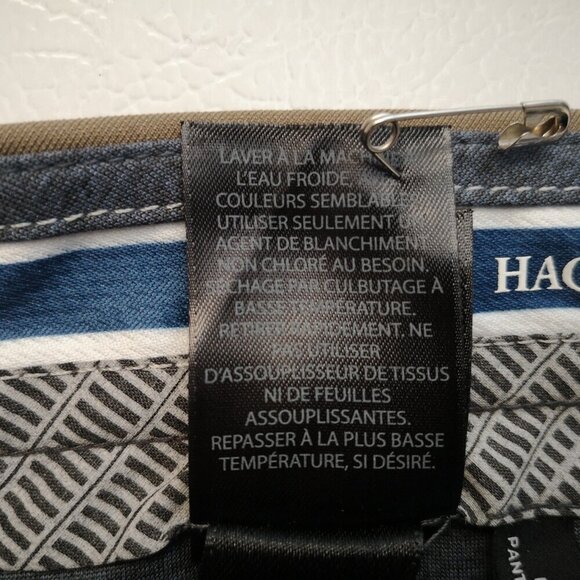 LAVER À LA
L'EAU FROIDE,
COULEURS SEMBLABLES
UTILISER SEULEMENT
AGENT DE BLANCHIMENT
NON CHLORÉ AU BESOIN.
SÉCHAGE PAR CULBUTAGE À
BASSE TEMPÉRATURE.
RETIRER RAPIDEMENT. NE
PAS UTILISER
D'ASSOUPLISSEUR DE TISSUS
NI DE FEUILLES
ASSOUPLISSANTES.
REPASSER À LA PLUS BASSE
TEMPÉRATURE, SI DÉSIRÉ.
HAG
PANT